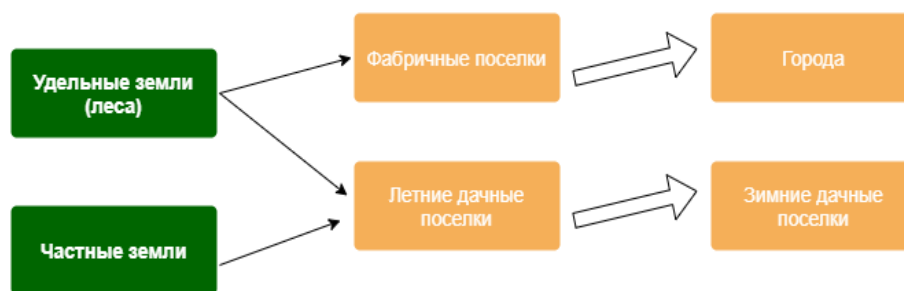 Удельные земли
(леса)
Фабричные поселки
Города
Частные земли
Летние дачные
поселки
Зимние дачные
поселки